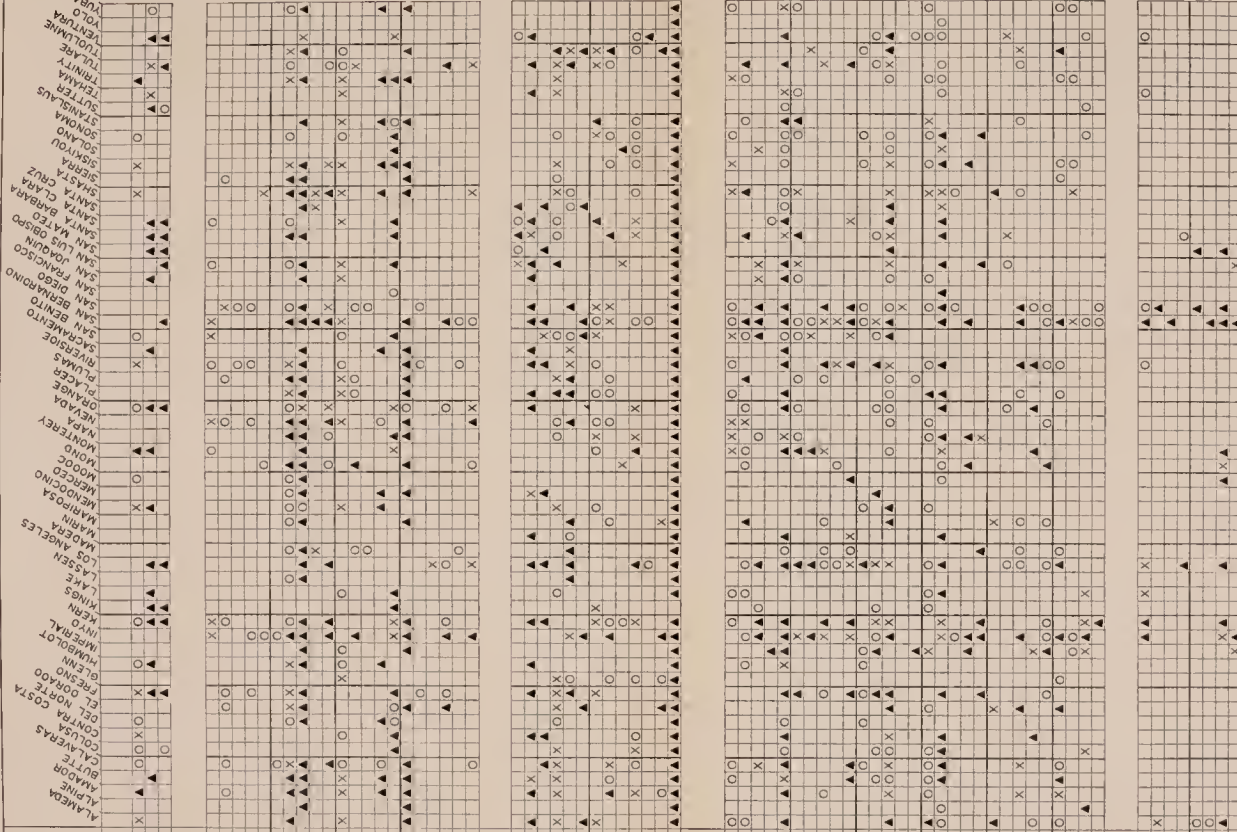 ALAMEDA
ALPINE
AMADOR
BUTTE
CALAVERAS
COLUSA
CONTRA COSTA
DEL NORTE
EL DORADO
FRESNO
GLENN
HUMBOLDT
IMPERIAL
INYO
KERN
KINGS
LAKE
LASSEN
LOS ANGELES
MADERA
MARIN
MARIPOSA
MENDOCINO
MERCED
MODOC
MONO
MONTEREY
NAPA
NEVADA
ORANGE
PLACER
PLUMAS
RIVERSIDE
SACRAMENTO
SAN BENITO
SAN BERNARDINO
SAN DIEGO
SAN FRANCISCO
SAN JOAQUIN
SAN LUIS OBISPO
SAN MATEO
SANTA BARBARA
SANTA CLARA
SANTA CRUZ
SHASTA
SIERRA
SISKIYOU
SOLANO
SONOMA
STANISLAUS
SUTTER
TEHAMA
TRINITY
TULARE
TUOLUMNE
VENTURA
YOLO